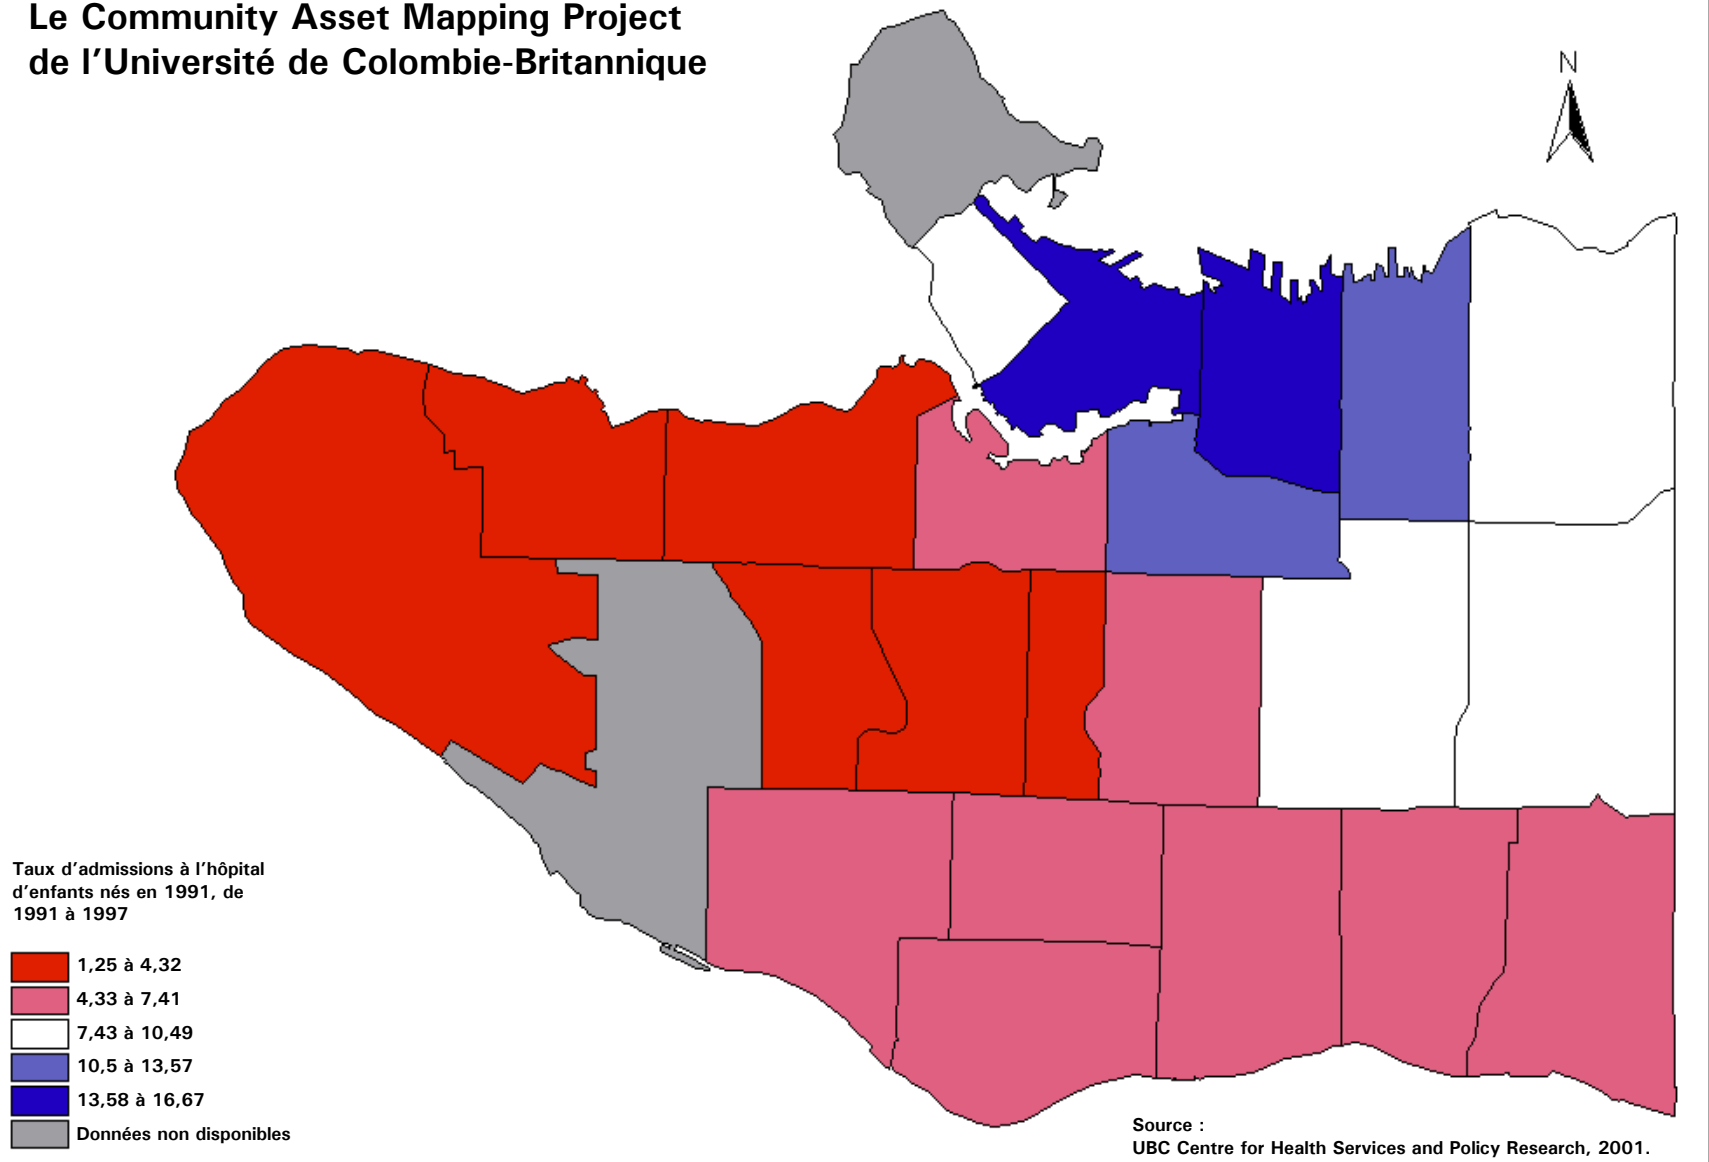 Le Community Asset Mapping Project
de l'Université de Colombie-Britannique
N
Taux d'admissions à l'hôpital
d'enfants nés en 1991, de
1991 à 1997
1,25 à 4,32
4,33 à 7,41
7,43 à 10,49
10,5 à 13,57
13,58 à 16,67
Données non disponibles
Source :
UBC Centre for Health Services and Policy Research, 2001.